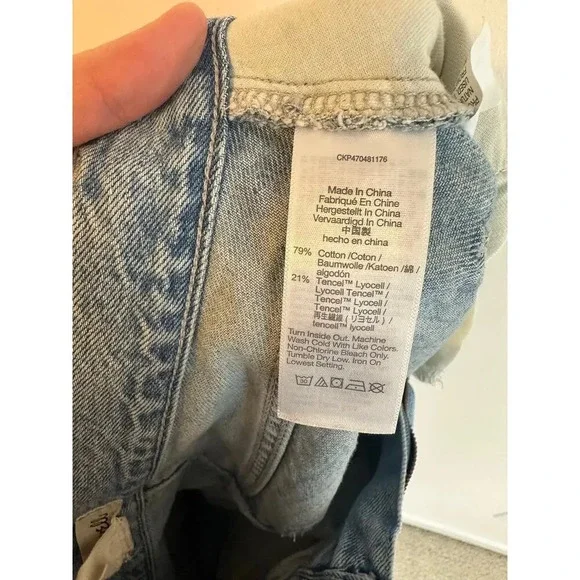 CKP470481176
Made In China
Fabriqué En Chine
Hergestellt In China
Vervaardigd In China
中国製
hecho en china
79% Cotton /Coton /
Baumwolle /Katoen /綿 /
algodón
21% Tencel™ Lyocell /
Lyocell Tencel™ /
Tencel™ Lyocell /
Tencel™ Lyocell /
再生繊維 (リヨセル) /
tencell™ lyocell
Turn Inside Out. Machine
Wash Cold With Like Colors.
Non-Chlorine Bleach Only.
Tumble Dry Low. Iron On
Lowest Setting.
30